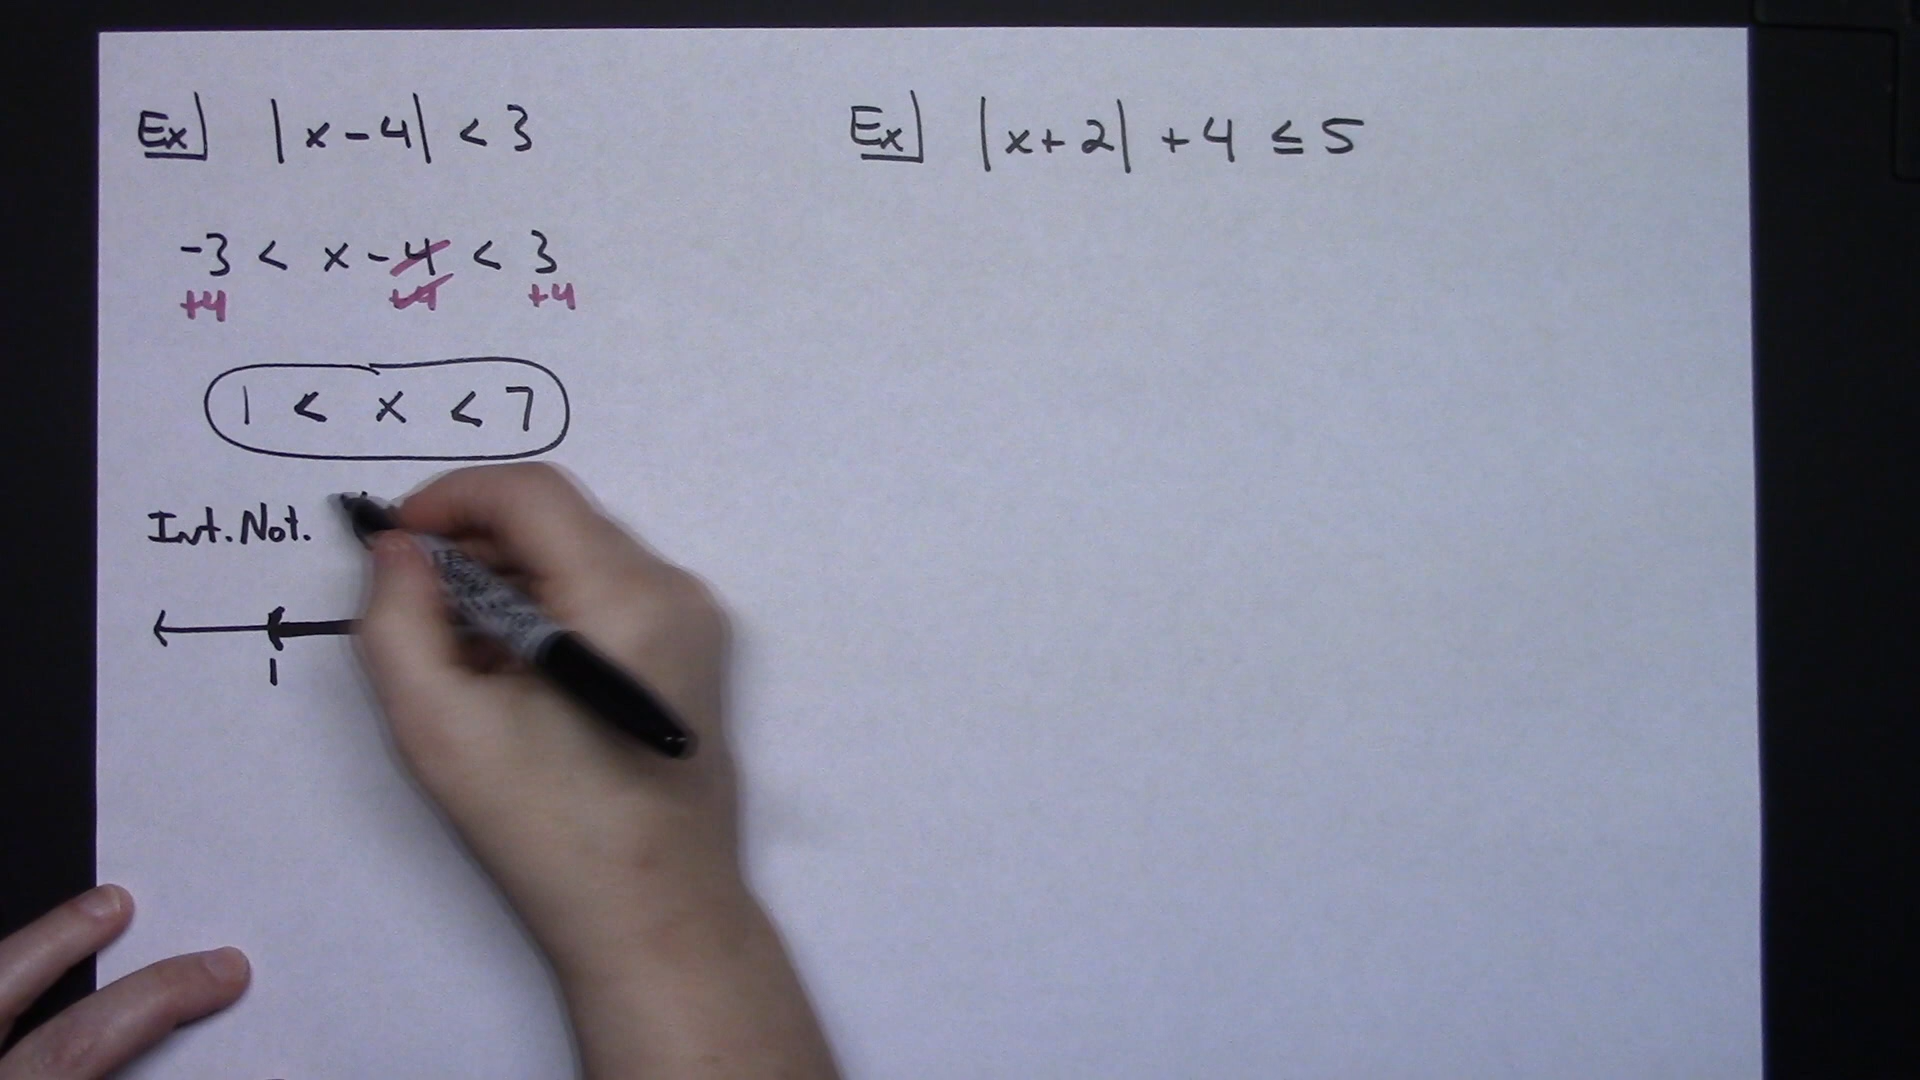 Ex | x - 4 | < 3
-3 < x - 4 < 3
+4 +4 +4
1 < x < 7
Int. Not.
1
Ex | x + 2 | + 4 ≤ 5